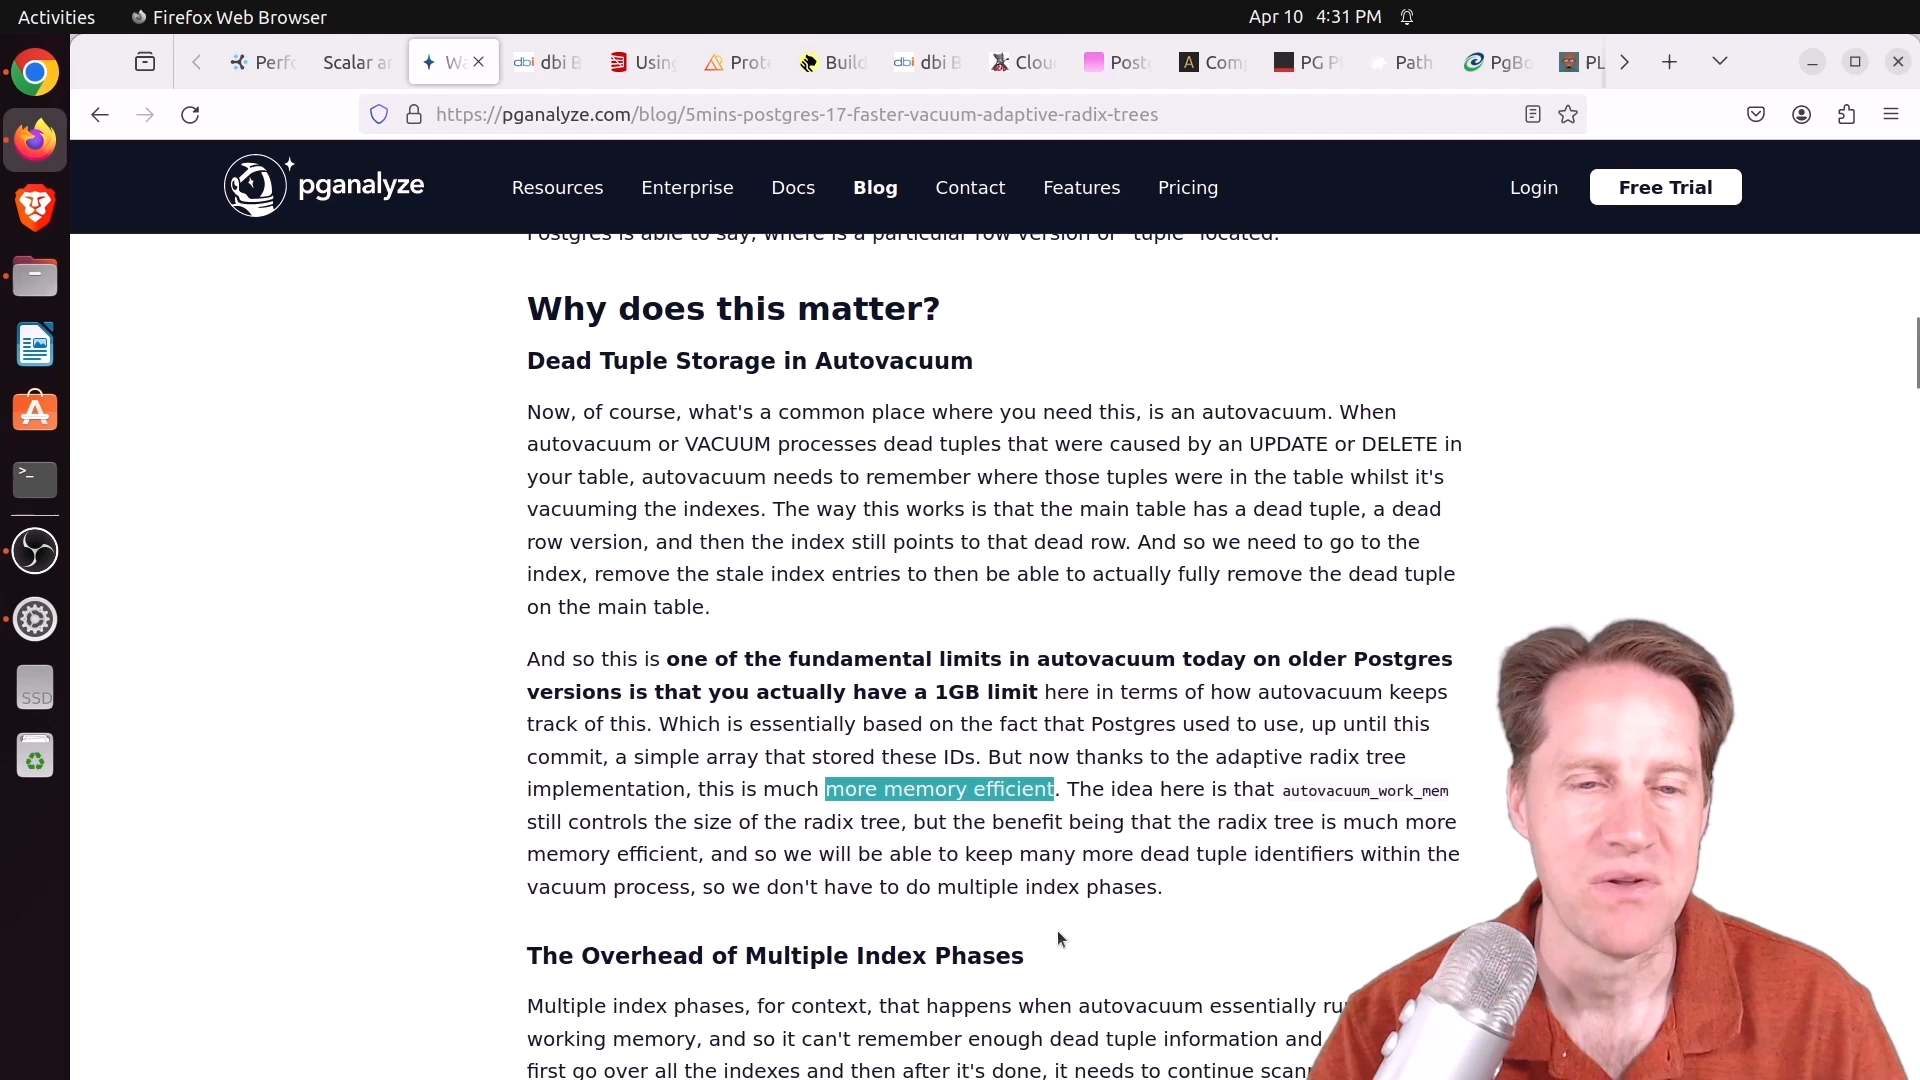 Activities
Firefox Web Browser
Apr 10 4:31 PM
Perfo
Scalar an
Wa
dbi B
Using
Prot
Build
dbi B
Clou
Post
Com
PG P
Path
PgBo
PL
https://pganalyze.com/blog/5mins-postgres-17-faster-vacuum-adaptive-radix-trees
pganalyze
Resources
Enterprise
Docs
Blog
Contact
Features
Pricing
Login
Free Trial
Postgres is able to say, where is a particular row version or "tuple" located.
Why does this matter?
Dead Tuple Storage in Autovacuum
Now, of course, what's a common place where you need this, is an autovacuum. When
autovacuum or VACUUM processes dead tuples that were caused by an UPDATE or DELETE in
your table, autovacuum needs to remember where those tuples were in the table whilst it's
vacuuming the indexes. The way this works is that the main table has a dead tuple, a dead
row version, and then the index still points to that dead row. And so we need to go to the
index, remove the stale index entries to then be able to actually fully remove the dead tuple
on the main table.
And so this is one of the fundamental limits in autovacuum today on older Postgres
versions is that you actually have a 1GB limit here in terms of how autovacuum keeps
track of this. Which is essentially based on the fact that Postgres used to use, up until this
commit, a simple array that stored these IDs. But now thanks to the adaptive radix tree
implementation, this is much more memory efficient. The idea here is that autovacuum_work_mem
still controls the size of the radix tree, but the benefit being that the radix tree is much more
memory efficient, and so we will be able to keep many more dead tuple identifiers within the
vacuum process, so we don't have to do multiple index phases.
The Overhead of Multiple Index Phases
Multiple index phases, for context, that happens when autovacuum essentially ru
working memory, and so it can't remember enough dead tuple information and
first go over all the indexes and then after it's done, it needs to continue scan
SSD